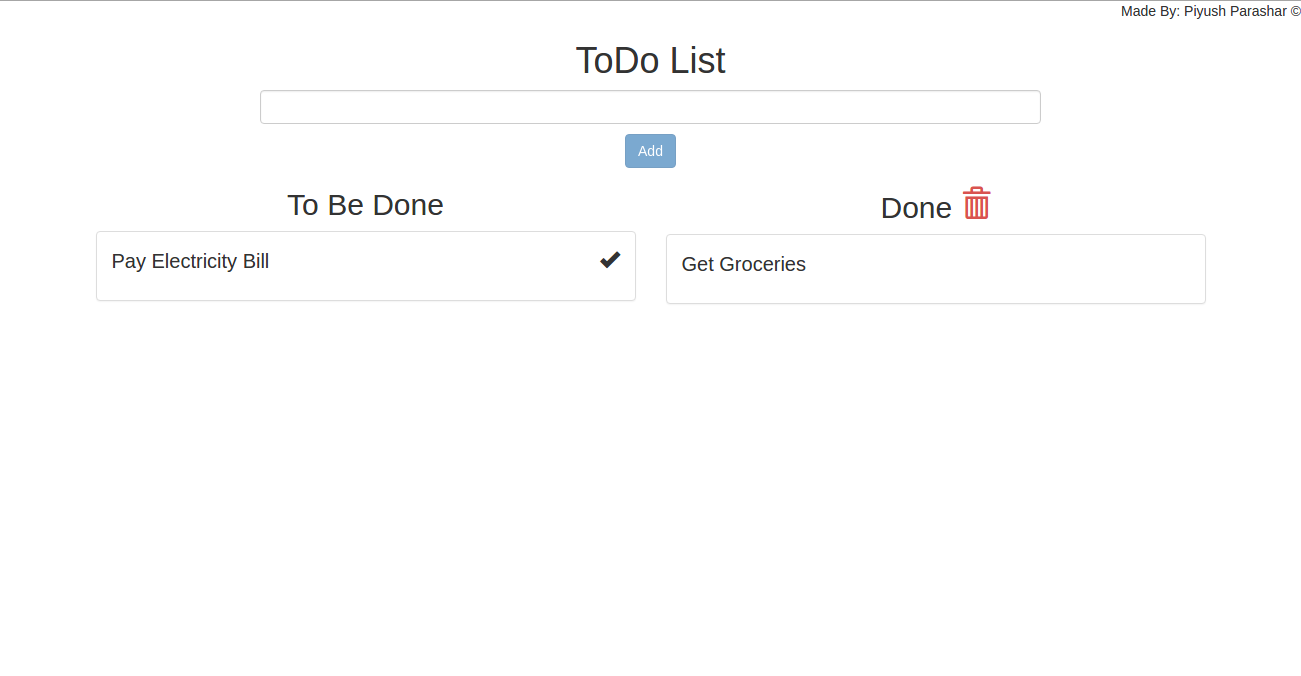 Made By: Piyush Parashar ©
ToDo List
Add
To Be Done
Done
Pay Electricity Bill
Get Groceries